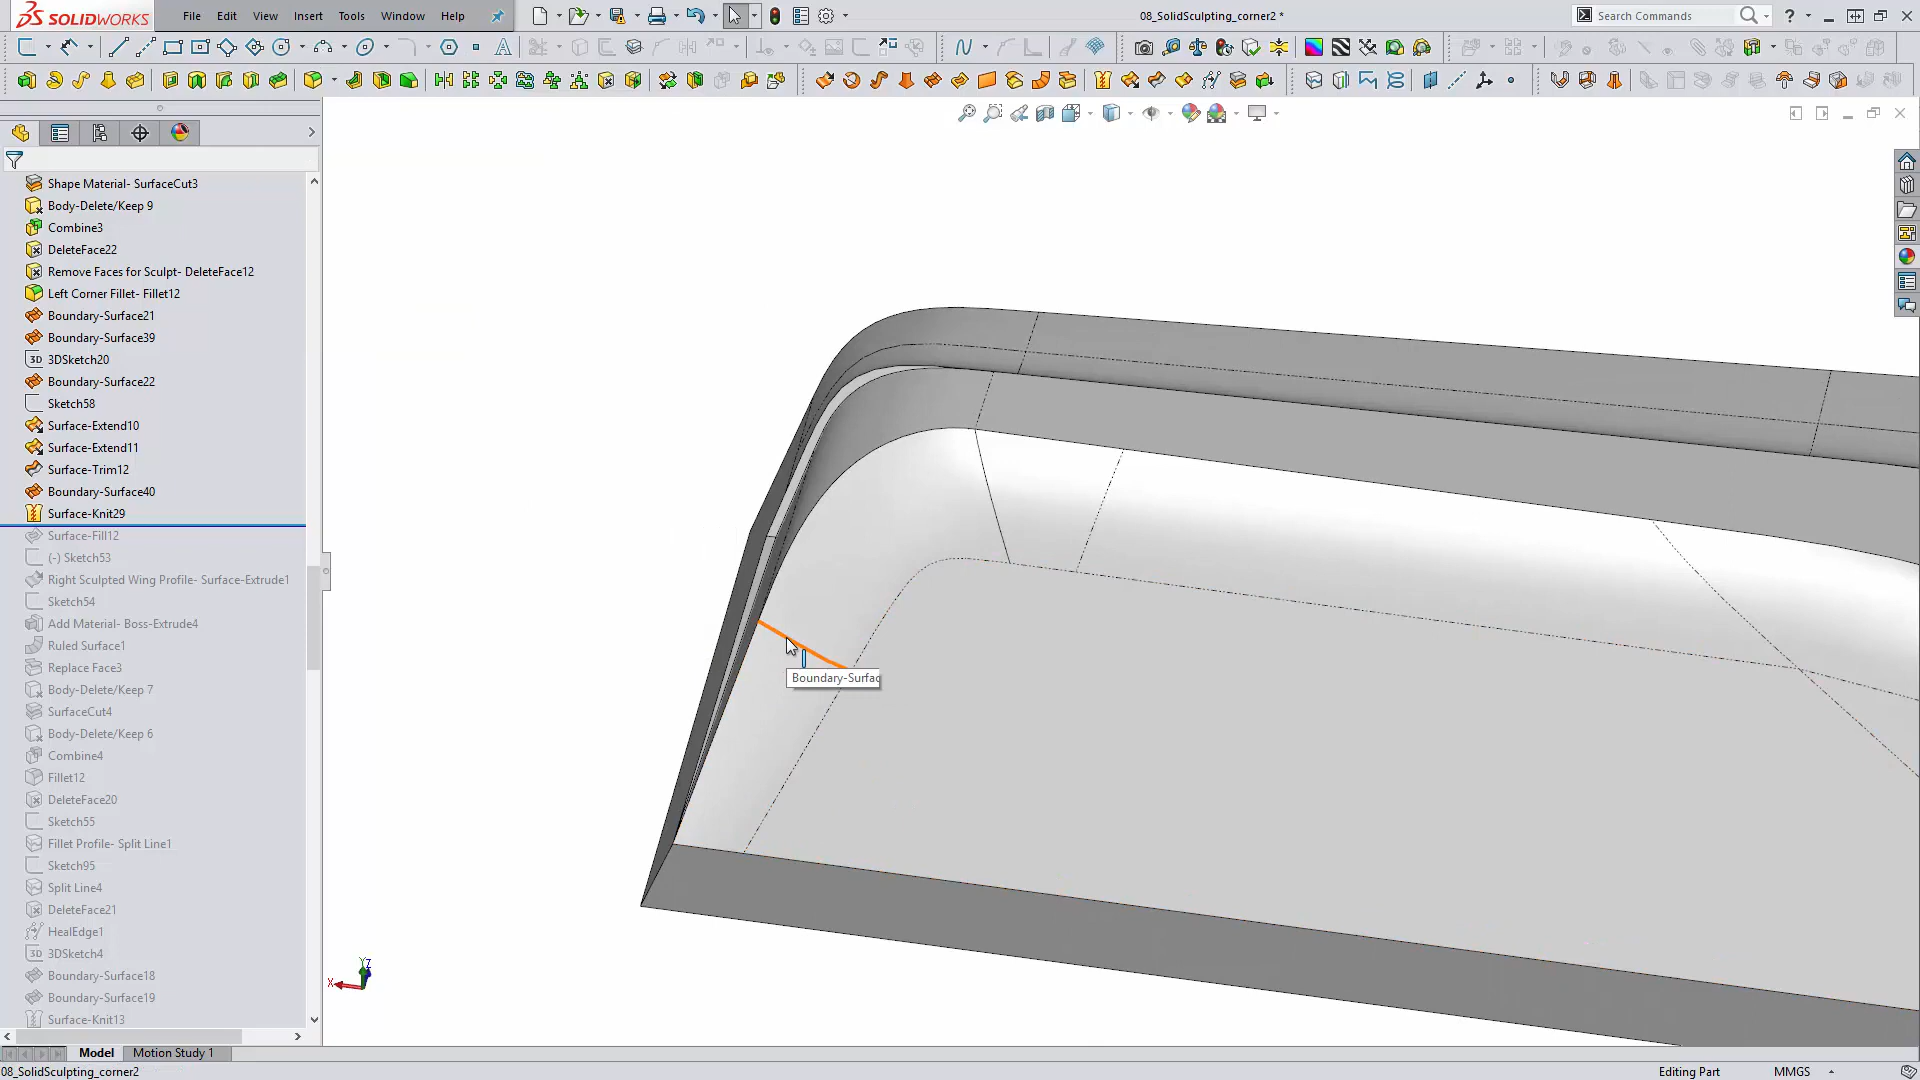 SOLIDWORKS
File Edit View Insert Tools Window Help
08_SolidSculpting_corner2 *
Search Commands
Shape Material- SurfaceCut3
Body-Delete/Keep 9
Combine3
DeleteFace22
Remove Faces for Sculpt- DeleteFace12
Left Corner Fillet- Fillet12
Boundary-Surface21
Boundary-Surface39
3D 3DSketch20
Boundary-Surface22
Sketch58
Surface-Extend10
Surface-Extend11
Surface-Trim12
Boundary-Surface40
Surface-Knit29
Surface-Fill12
(-) Sketch53
Right Sculpted Wing Profile- Surface-Extrude1
Sketch54
Add Material- Boss-Extrude4
Ruled Surface1
Replace Face3
Body-Delete/Keep 7
SurfaceCut4
Body-Delete/Keep 6
Combine4
Fillet12
DeleteFace20
Sketch55
Fillet Profile- Split Line1
Sketch95
Split Line4
DeleteFace21
HealEdge1
3D 3DSketch4
Boundary-Surface18
Boundary-Surface19
Surface-Knit13
Boundary-Surfac
Y
Z
X
Model Motion Study 1
08_SolidSculpting_corner2
Editing Part MMGS